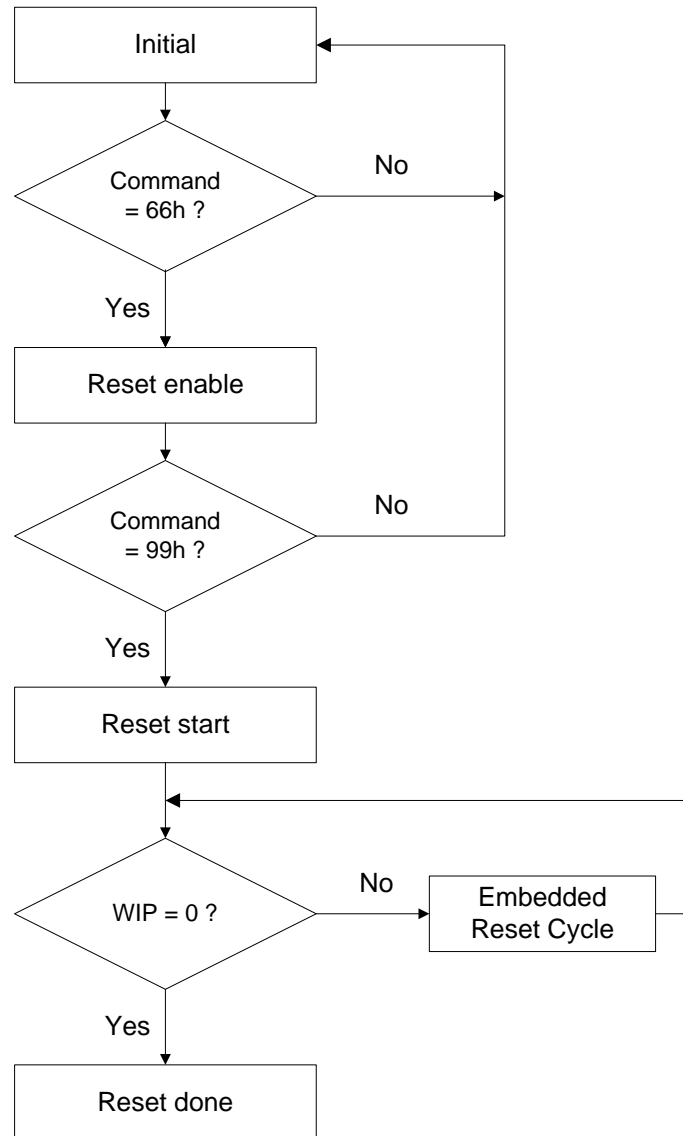 Initial
Command
= 66h ?
No
Yes
Reset enable
Command
= 99h ?
No
Yes
Reset start
WIP = 0 ?
No
Embedded
Reset Cycle
Yes
Reset done